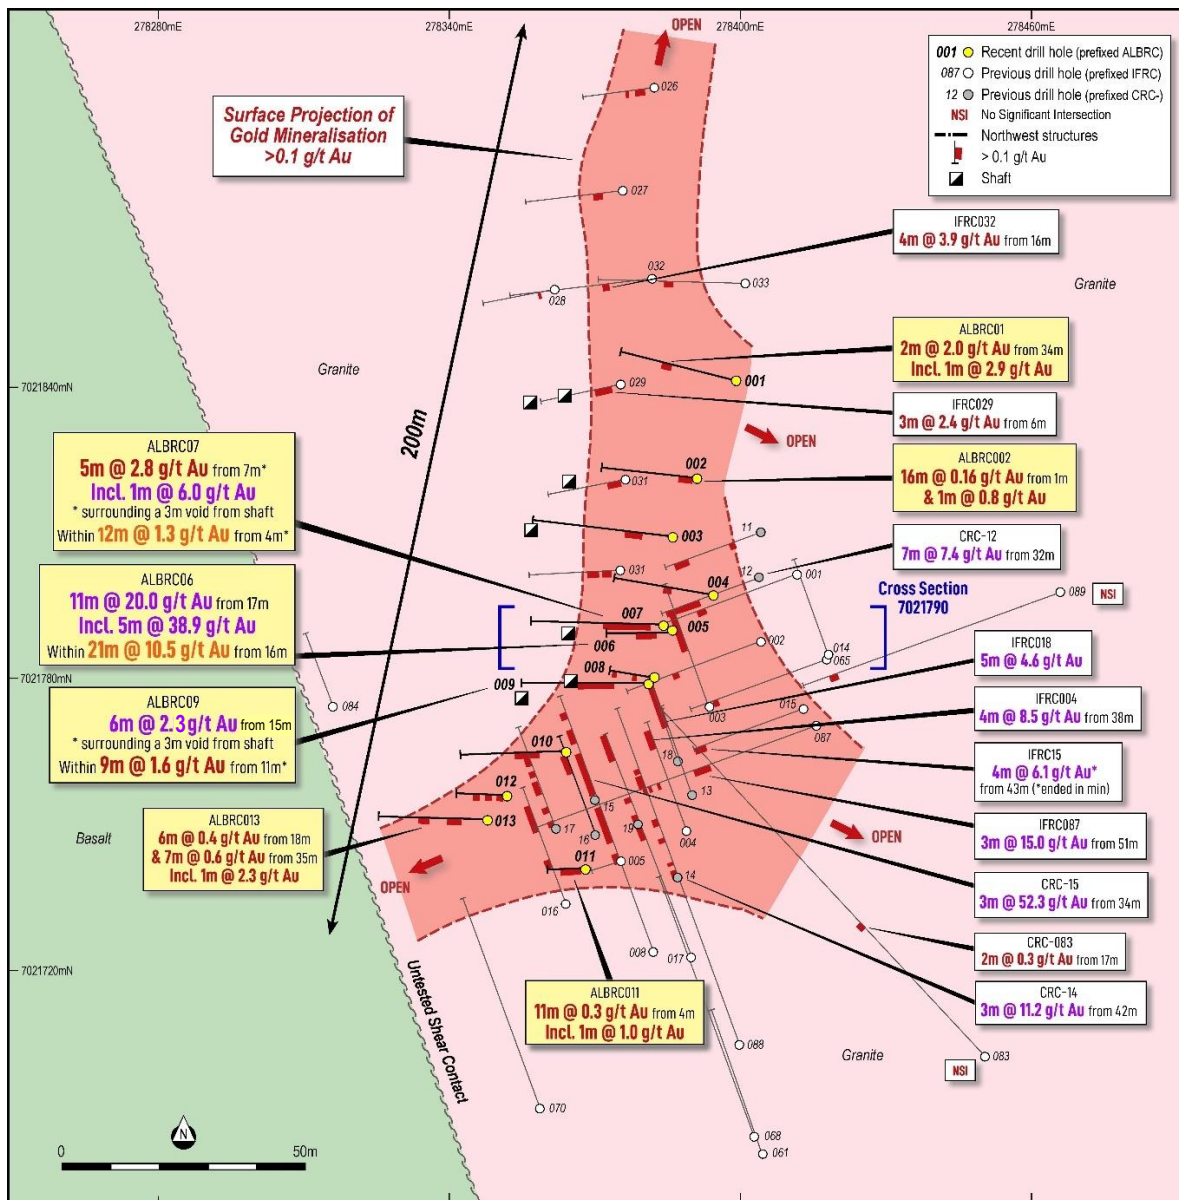 278280mE
278340mE
278400mE
278460mE
OPEN
001 Recent drill hole (prefixed ALBRC)
087 Previous drill hole (prefixed IFRC)
12 Previous drill hole (prefixed CRC-)
NSI No Significant Intersection
Northwest structures
> 0.1 g/t Au
Shaft
026
Surface Projection of
Gold Mineralisation
>0.1 g/t Au
027
IFRC032
4m @ 3.9 g/t Au from 16m
032
033
028
Granite
Granite
ALBRC01
2m @ 2.0 g/t Au from 34m
Incl. 1m @ 2.9 g/t Au
7021840mN
001
029
IFRC029
3m @ 2.4 g/t Au from 6m
200m
OPEN
ALBRC07
5m @ 2.8 g/t Au from 7m*
Incl. 1m @ 6.0 g/t Au
* surrounding a 3m void from shaft
Within 12m @ 1.3 g/t Au from 4m*
002
031
ALBRC002
16m @ 0.16 g/t Au from 1m
& 1m @ 0.8 g/t Au
003
11
CRC-12
7m @ 7.4 g/t Au from 32m
031
12
001
004
Cross Section
7021790
089
NSI
ALBRC06
11m @ 20.0 g/t Au from 17m
Incl. 5m @ 38.9 g/t Au
Within 21m @ 10.5 g/t Au from 16m
007
005
006
002
014
065
IFRC018
5m @ 4.6 g/t Au
7021780mN
008
009
084
003
015
087
IFRC004
4m @ 8.5 g/t Au from 38m
ALBRC09
6m @ 2.3 g/t Au from 15m
* surrounding a 3m void from shaft
Within 9m @ 1.6 g/t Au from 11m*
010
18
IFRC15
4m @ 6.1 g/t Au*
from 43m (*ended in min)
012
13
15
013
ALBRC013
6m @ 0.4 g/t Au from 18m
& 7m @ 0.6 g/t Au from 35m
Incl. 1m @ 2.3 g/t Au
17
16
19
004
OPEN
IFRC087
3m @ 15.0 g/t Au from 51m
Basalt
OPEN
011
005
14
CRC-15
3m @ 52.3 g/t Au from 34m
016
008
017
CRC-083
2m @ 0.3 g/t Au from 17m
7021720mN
Untested Shear Contact
ALBRC011
11m @ 0.3 g/t Au from 4m
Incl. 1m @ 1.0 g/t Au
CRC-14
3m @ 11.2 g/t Au from 42m
088
Granite
083
NSI
070
068
061
N
0
50m